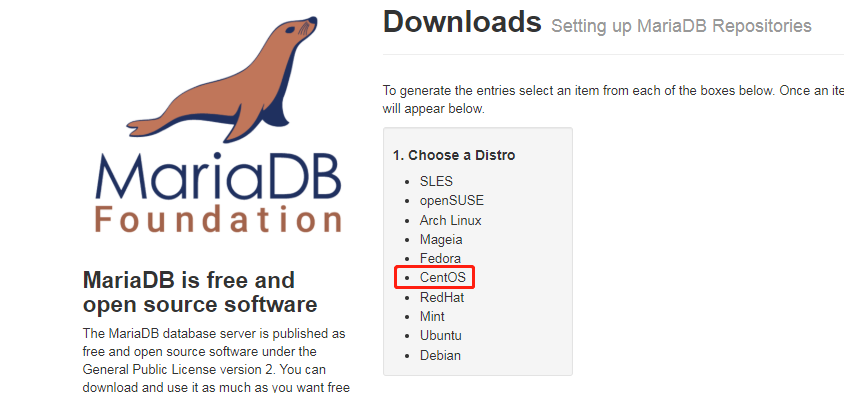 MariaDB
Foundation
MariaDB is free and
open source software
The MariaDB database server is published as
free and open source software under the
General Public License version 2. You can
download and use it as much as you want free
Downloads Setting up MariaDB Repositories
To generate the entries select an item from each of the boxes below. Once an ite
will appear below.
1. Choose a Distro
SLES
openSUSE
Arch Linux
Mageia
Fedora
CentOS
RedHat
Mint
Ubuntu
Debian